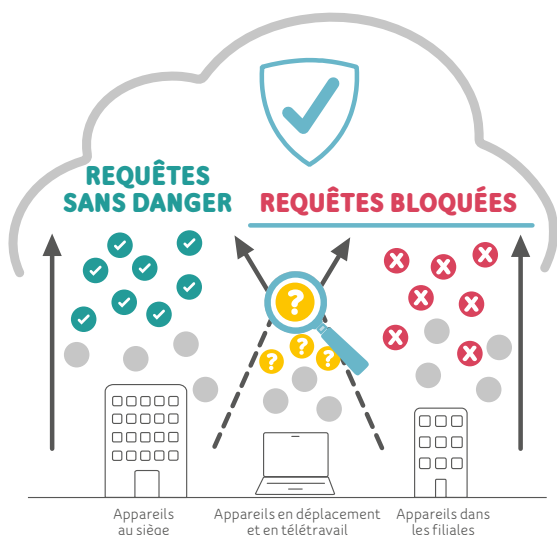 REQUÊTES
SANS DANGER
REQUÊTES BLOQUÉES
?
?
?
?
Appareils
au siège
Appareils en déplacement
et en télétravail
Appareils dans
les filiales